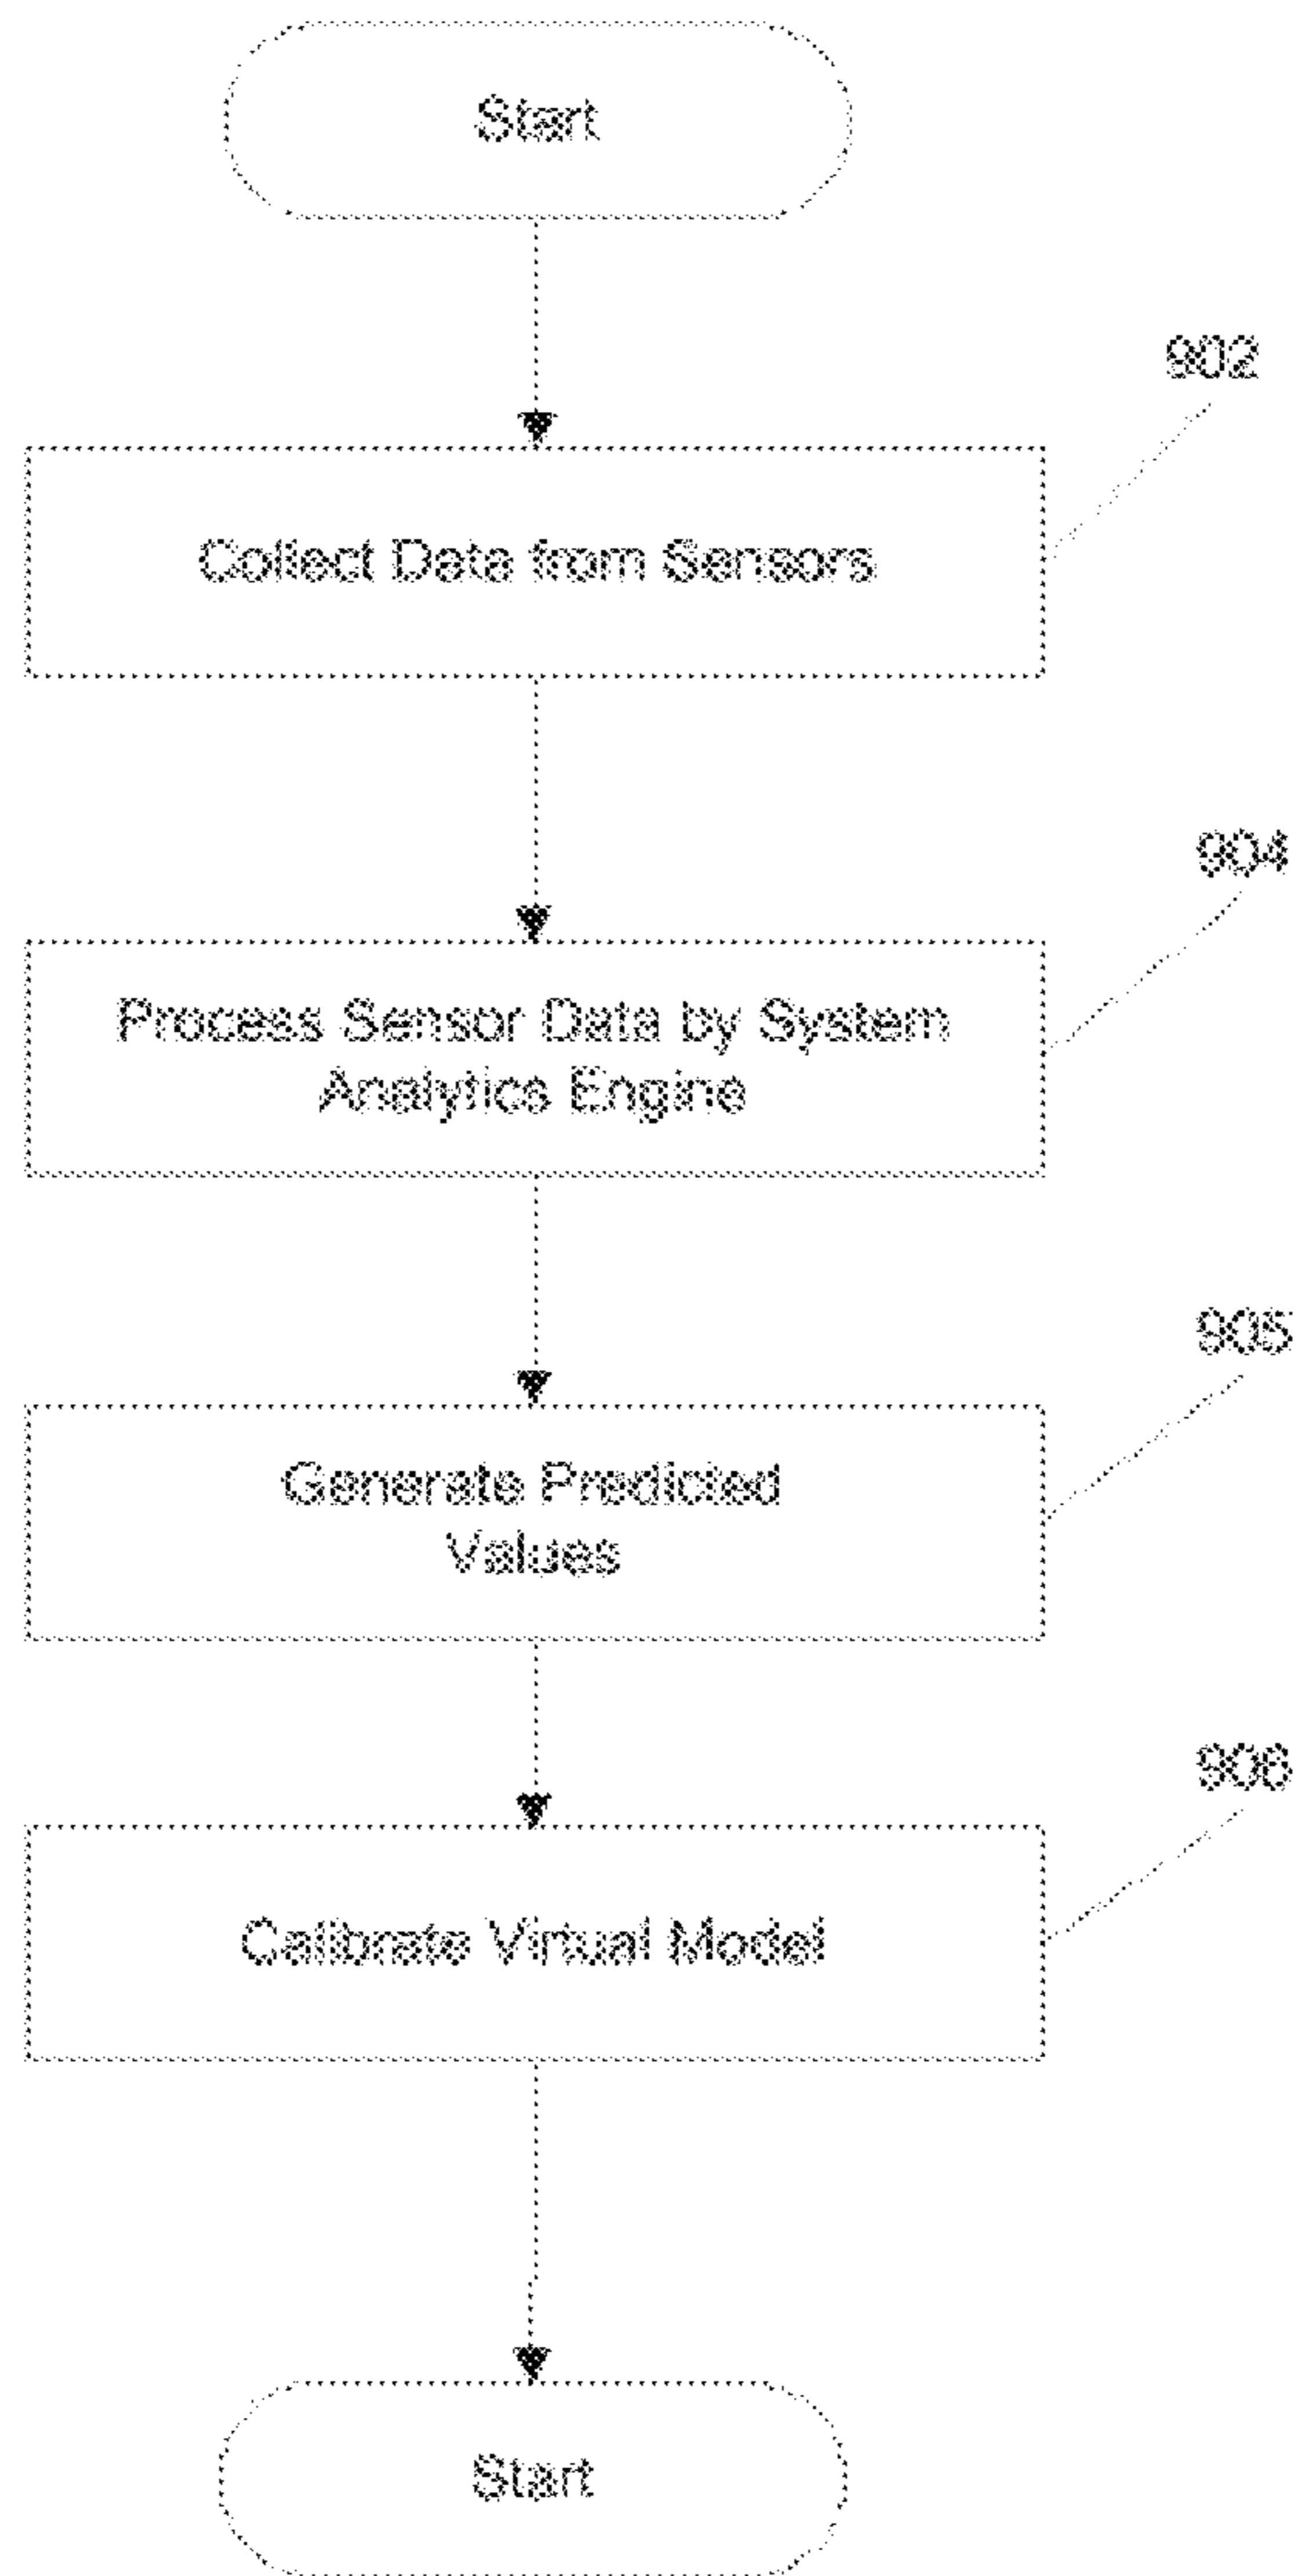 Start
902
Collect Data from Sensors
904
Process Sensor Data by System
Analytics Engine
905
Generate Predicted
Values
906
Calibrate Virtual Model
Start